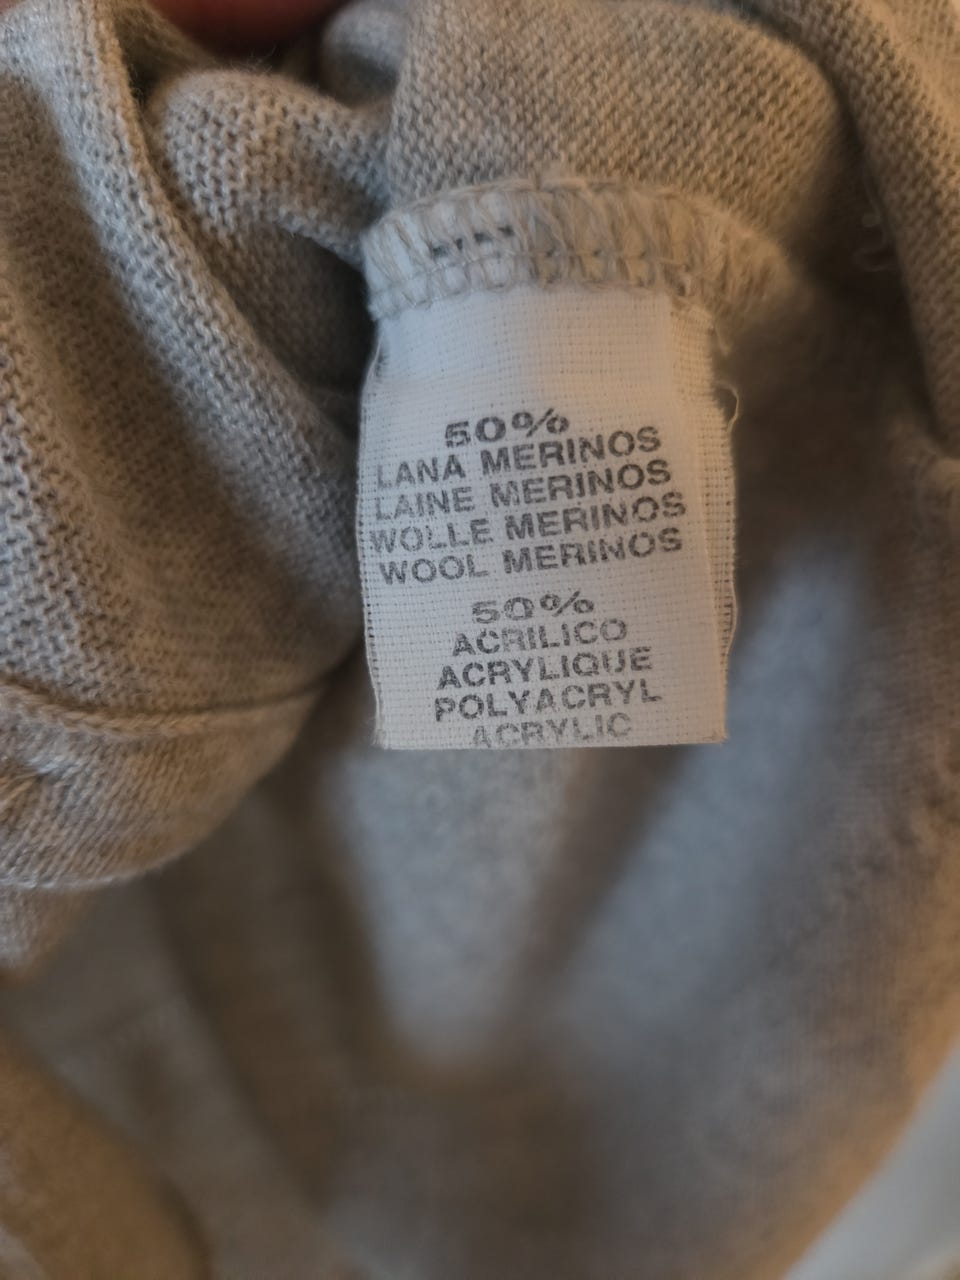 50%
LANA MERINOS
LAINE MERINOS
WOLLE MERINOS
WOOL MERINOS
50%
ACRILICO
ACRYLIQUE
POLYACRYL
ACRYLIC